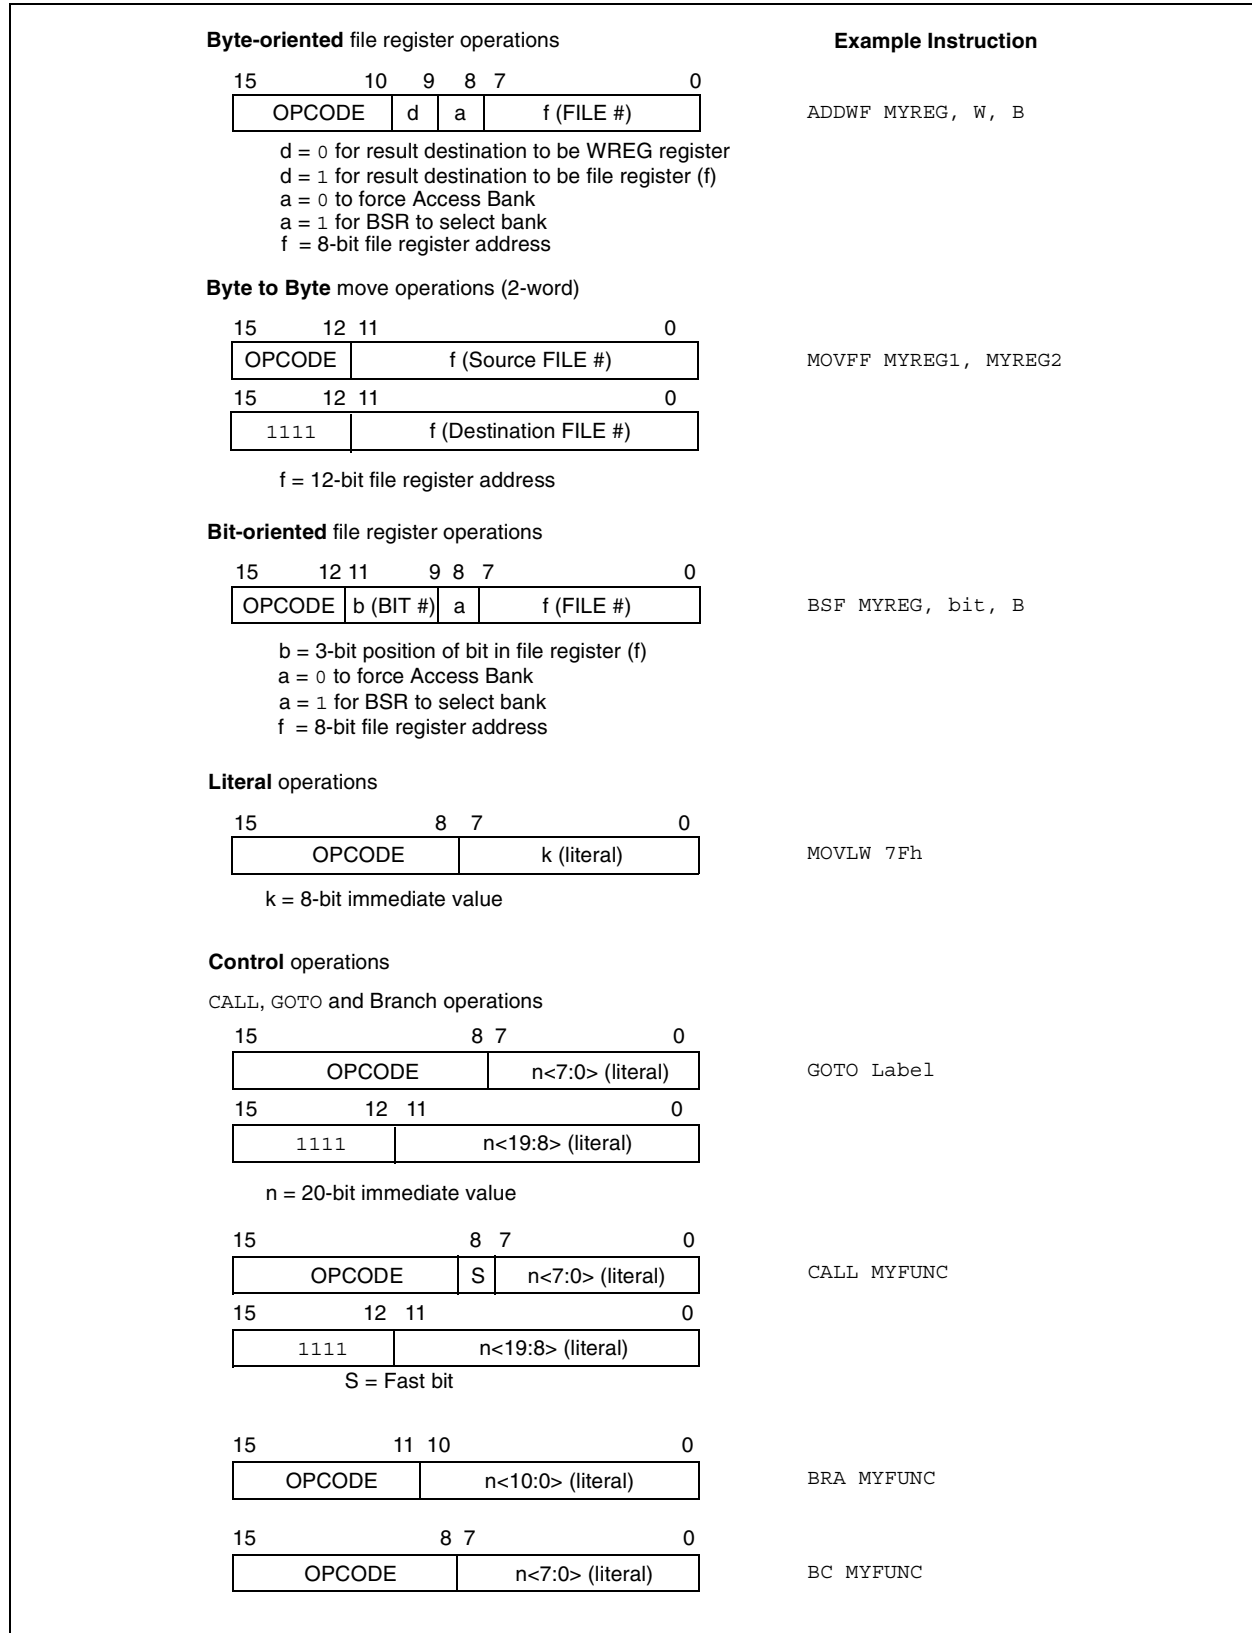 Byte-oriented file register operations Example Instruction
15 10 9 8 7 0
OPCODE d a f (FILE #) ADDWF MYREG, W, B
d = 0 for result destination to be WREG register
d = 1 for result destination to be file register (f)
a = 0 to force Access Bank
a = 1 for BSR to select bank
f = 8-bit file register address
Byte to Byte move operations (2-word)
15 12 11 0
OPCODE f (Source FILE #) MOVFF MYREG1, MYREG2
15 12 11 0
1111 f (Destination FILE #)
f = 12-bit file register address
Bit-oriented file register operations
15 12 11 9 8 7 0
OPCODE b (BIT #) a f (FILE #) BSF MYREG, bit, B
b = 3-bit position of bit in file register (f)
a = 0 to force Access Bank
a = 1 for BSR to select bank
f = 8-bit file register address
Literal operations
15 8 7 0
OPCODE k (literal) MOVLW 7Fh
k = 8-bit immediate value
Control operations
CALL, GOTO and Branch operations
15 8 7 0
OPCODE n<7:0> (literal) GOTO Label
15 12 11 0
1111 n<19:8> (literal)
n = 20-bit immediate value
15 8 7 0
OPCODE S n<7:0> (literal) CALL MYFUNC
15 12 11 0
1111 n<19:8> (literal)
S = Fast bit
15 11 10 0
OPCODE n<10:0> (literal) BRA MYFUNC
15 8 7 0
OPCODE n<7:0> (literal) BC MYFUNC